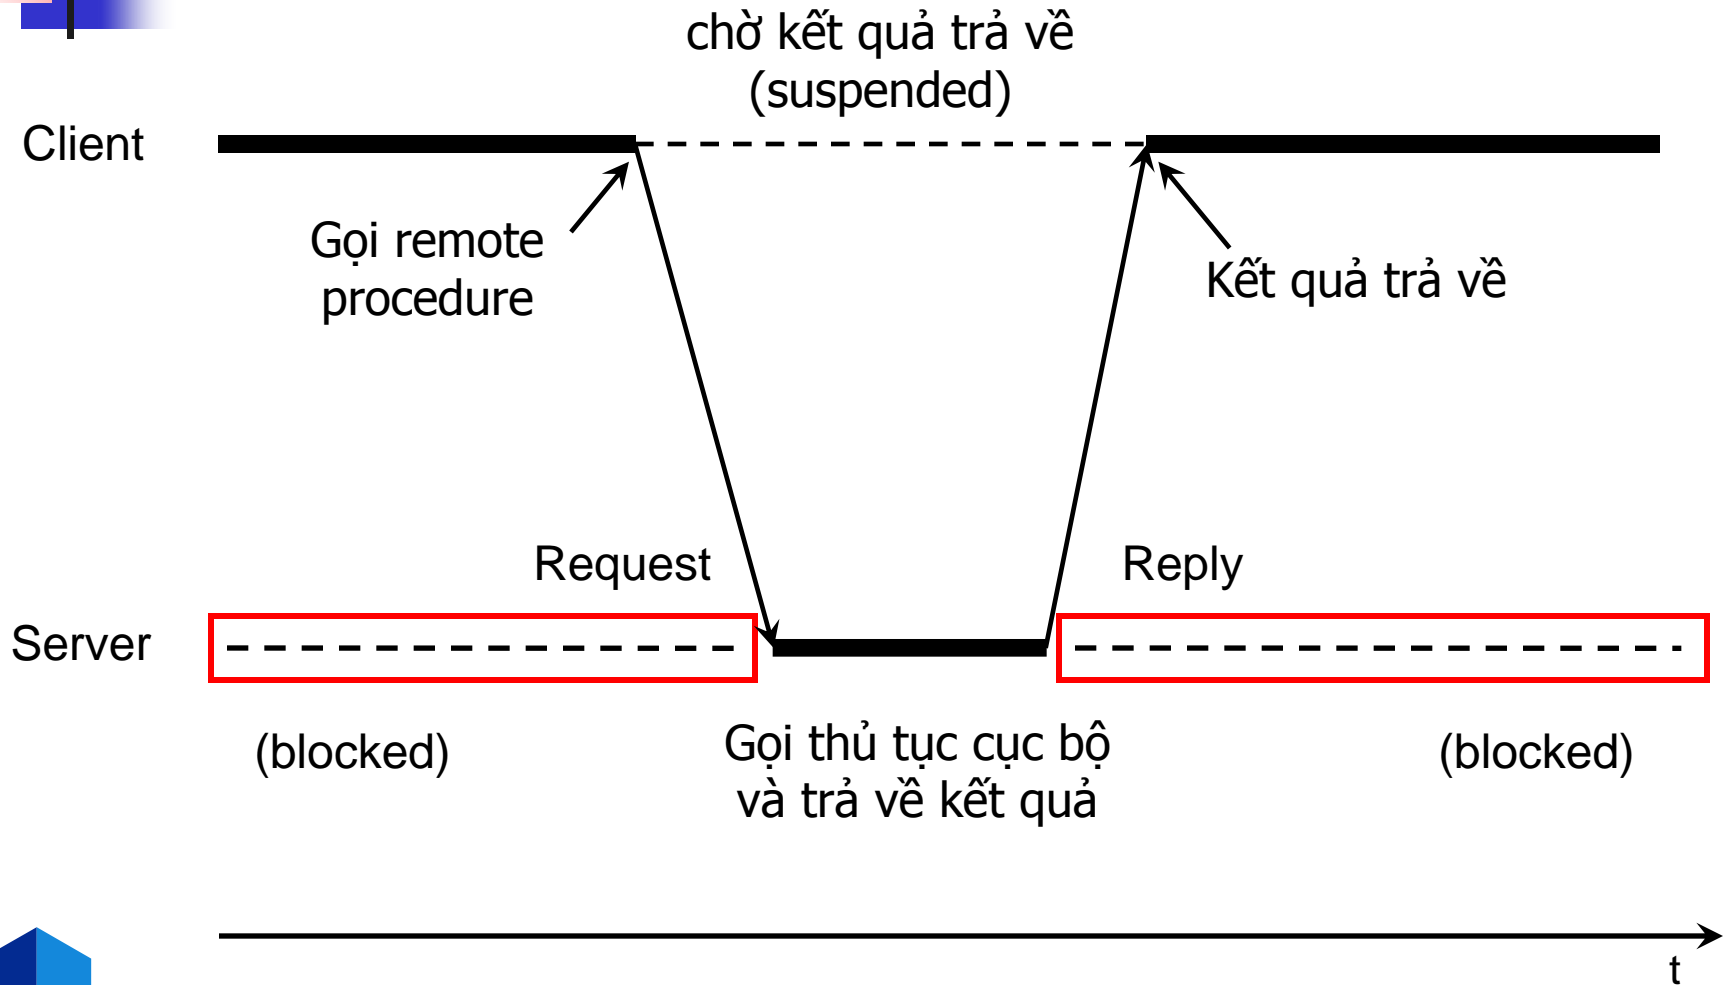 chờ kết quả trả về
(suspended)
Client
Gọi remote
procedure
Kết quả trả về
Request
Reply
Server
(blocked)
Gọi thủ tục cục bộ
và trả về kết quả
(blocked)
t